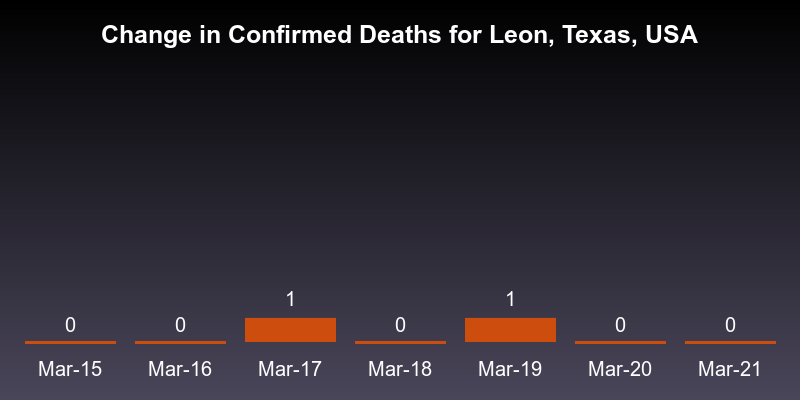 Change in Confirmed Deaths for Leon, Texas, USA
0 0 1 0 1 0 0
Mar-15 Mar-16 Mar-17 Mar-18 Mar-19 Mar-20 Mar-21